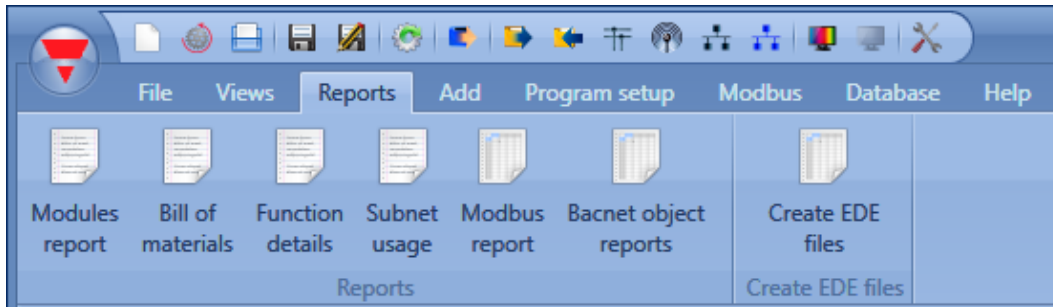 File Views Reports Add Program setup Modbus Database Help
Modules report
Bill of materials
Function details
Subnet usage
Modbus report
Bacnet object reports
Create EDE files
Reports
Create EDE files